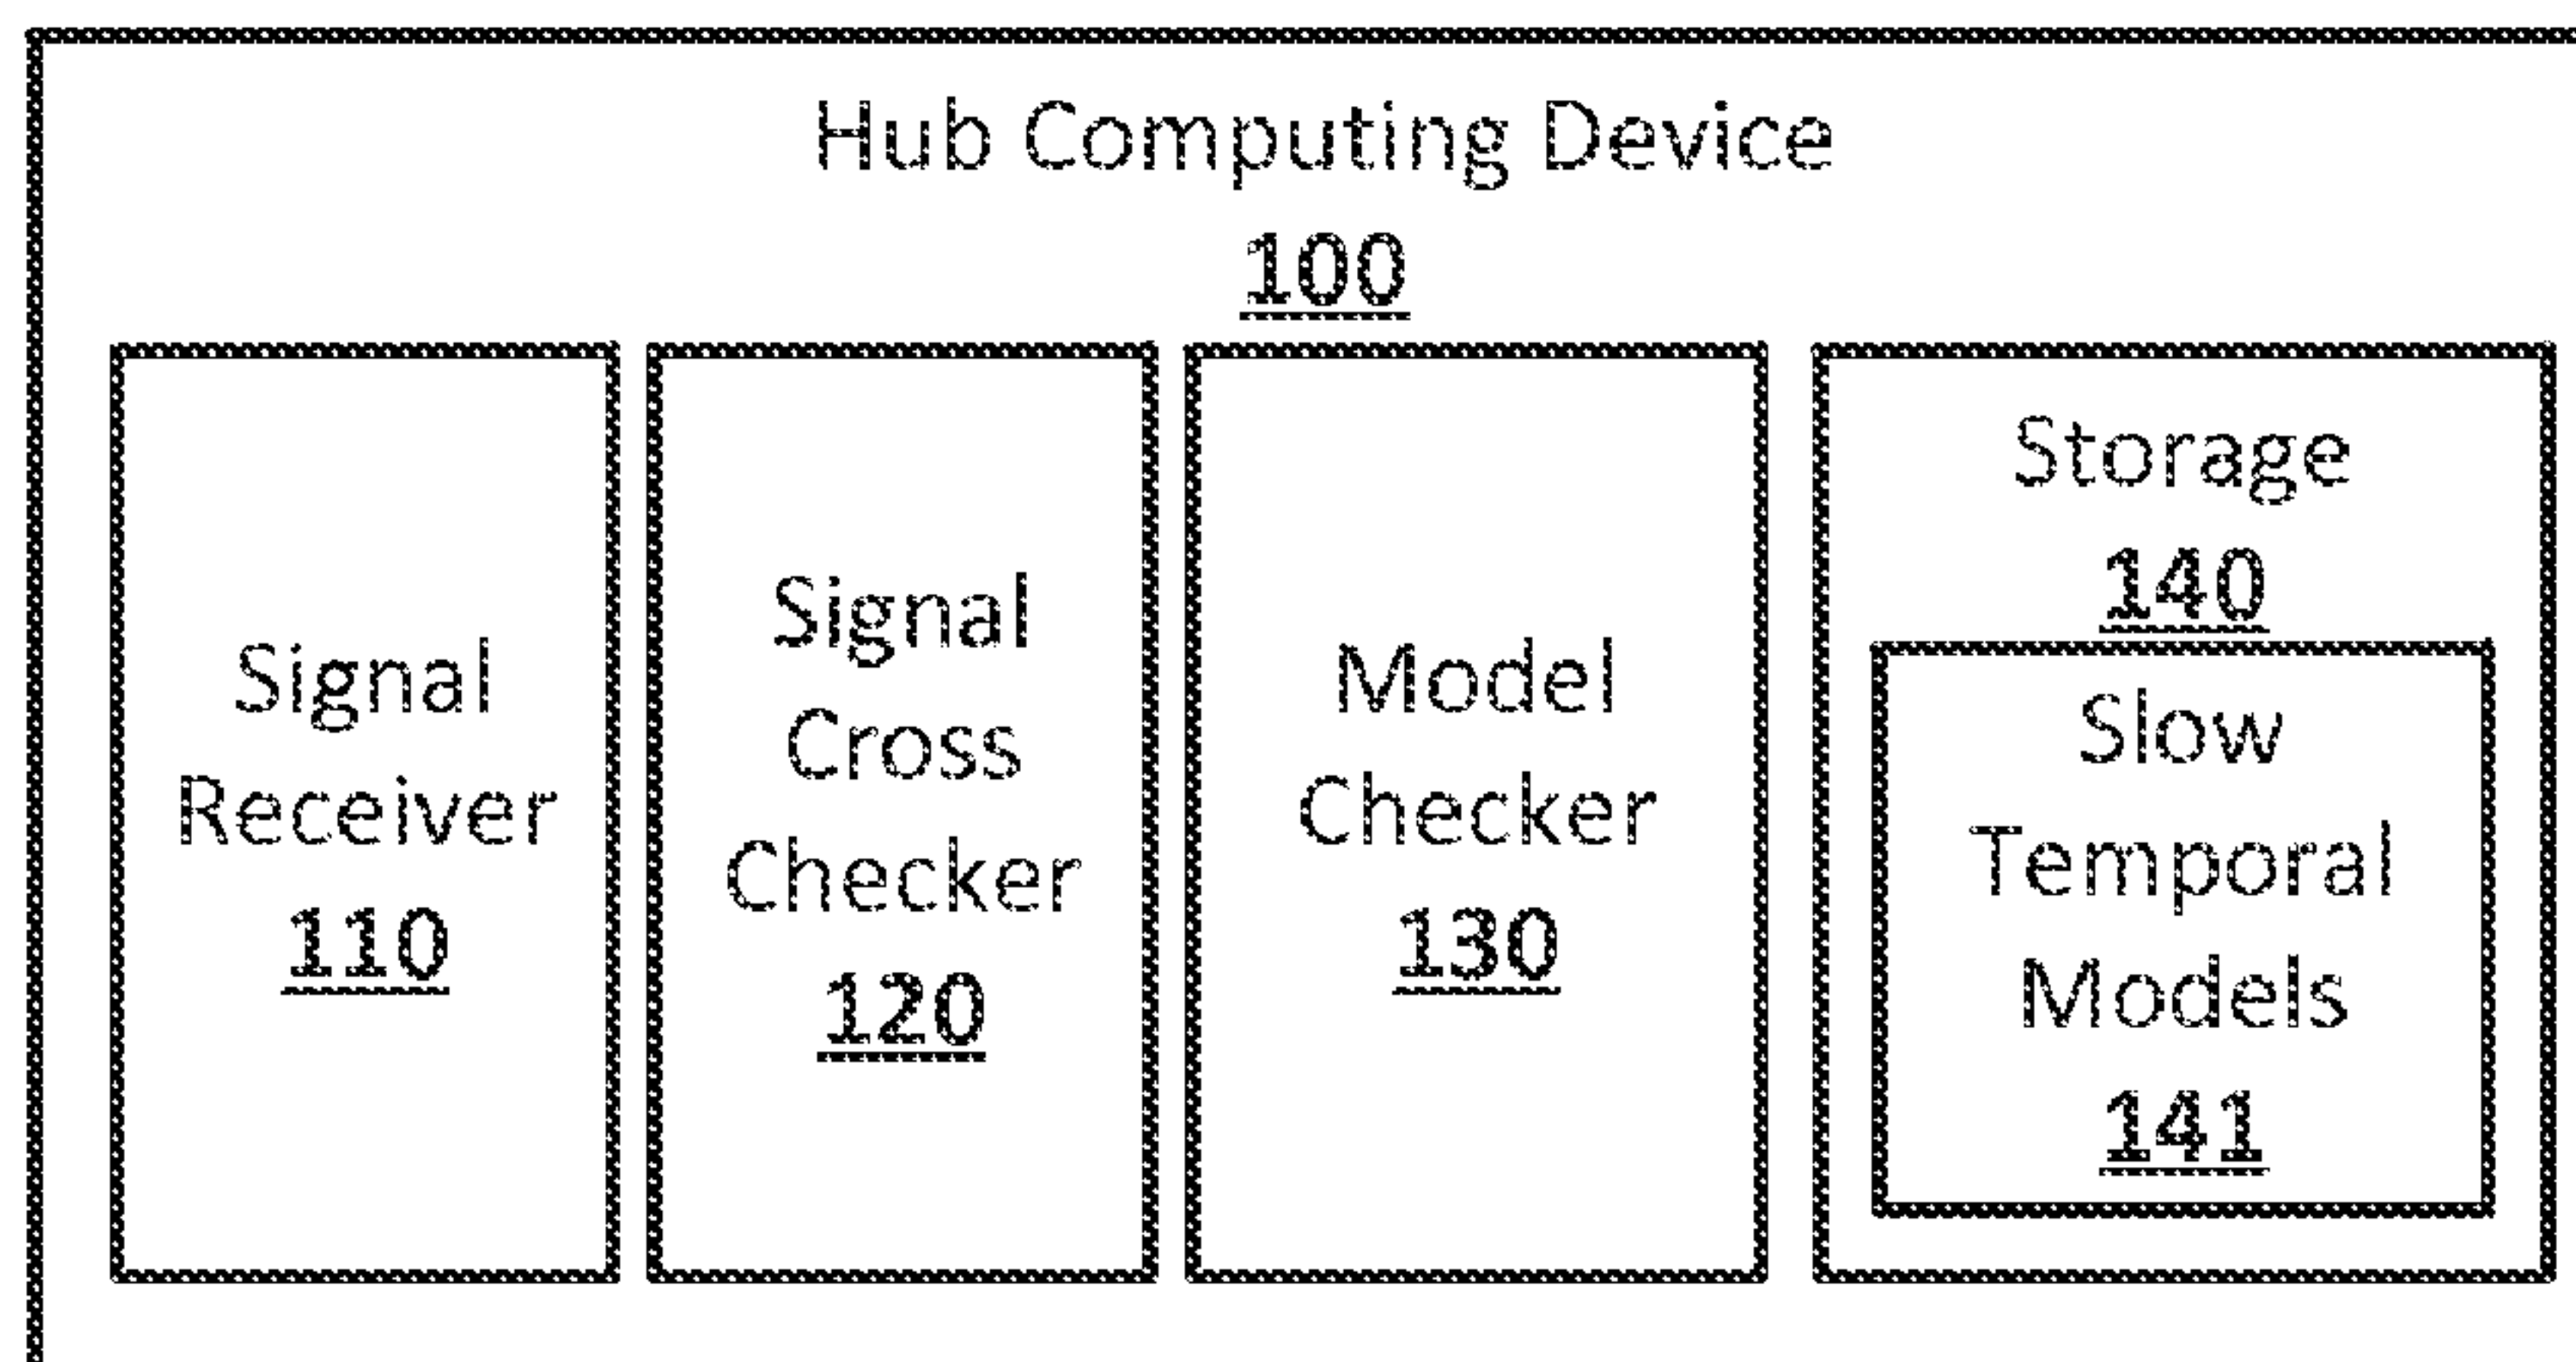 Hub Computing Device
100
Signal
Receiver
110
Signal
Cross
Checker
120
Model
Checker
130
Storage
140
Slow
Temporal
Models
141